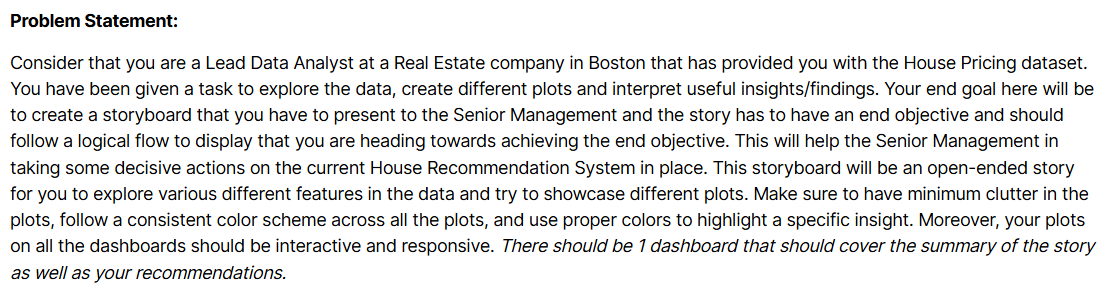 Problem Statement:
Consider that you are a Lead Data Analyst at a Real Estate company in Boston that has provided you with the House Pricing dataset.
You have been given a task to explore the data, create different plots and interpret useful insights/findings. Your end goal here will be
to create a storyboard that you have to present to the Senior Management and the story has to have an end objective and should
follow a logical flow to display that you are heading towards achieving the end objective. This will help the Senior Management in
taking some decisive actions on the current House Recommendation System in place. This storyboard will be an open-ended story
for you to explore various different features in the data and try to showcase different plots. Make sure to have minimum clutter in the
plots, follow a consistent color scheme across all the plots, and use proper colors to highlight a specific insight. Moreover, your plots
on all the dashboards should be interactive and responsive. There should be 1 dashboard that should cover the summary of the story
as well as your recommendations.